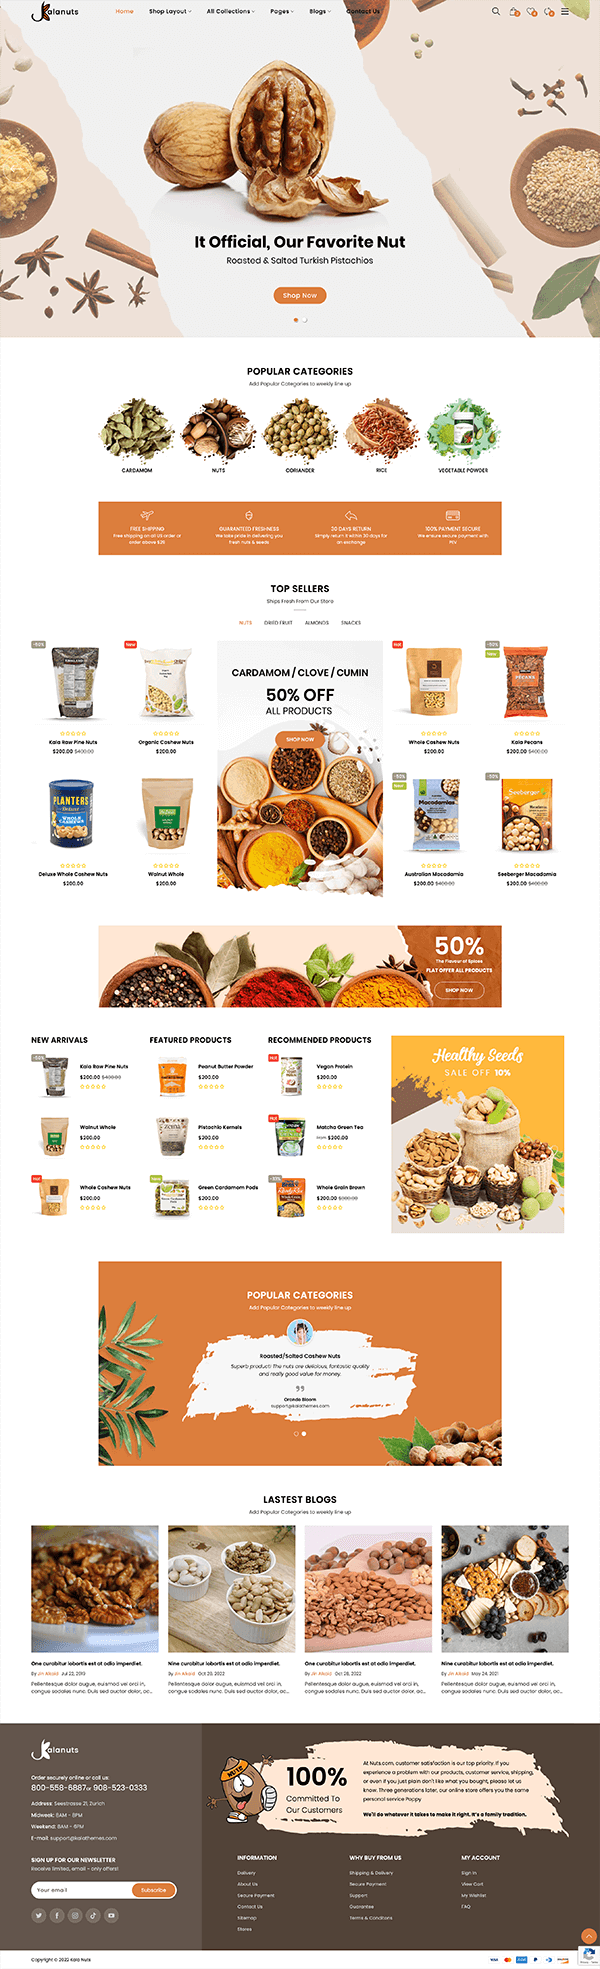 Kalanuts
Home Shop Layout All Collections Pages Blogs Contact Us
It Official, Our Favorite Nut
Roasted & Salted Turkish Pistachios
Shop Now
POPULAR CATEGORIES
Add Popular Categories to weekly line up
CARDAMOM NUTS CORIANDER RICE VEGETABLE POWDER
FREE SHIPPING GUARANTEED FRESHNESS 30 DAYS RETURN 100% PAYMENT SECURE
Free shipping on all US order or We take pride in delivering you Simply return it within 30 days for We ensure secure payment with
order above $26 fresh nuts & seeds an exchange PEV
TOP SELLERS
Ships Fresh From Our Store
NUTS DRIED FRUIT ALMONDS SNACKS
-50% New Hot -50%
New
CARDAMOM / CLOVE / CUMIN
50% OFF
ALL PRODUCTS
SHOP NOW
KIRKLAND
PECANS
Kala Raw Pine Nuts Organic Cashew Nuts Whole Cashew Nuts Kala Pecans
$200.00 $400.00 $200.00 $200.00 $200.00 $400.00
-50% -50%
New
PLANTERS
Deluxe
WHOLE
CASHEWS
Macadamias
Seeberger
Deluxe Whole Cashew Nuts Walnut Whole Australian Macadamia Seeberger Macadamia
$200.00 $200.00 $200.00 $400.00 $200.00 $400.00
50%
The Flavour of Spices
FLAT OFFER ALL PRODUCTS
SHOP NOW
NEW ARRIVALS FEATURED PRODUCTS RECOMMENDED PRODUCTS
-50% Kala Raw Pine Nuts Peanut Butter Powder Hot Vegan Protein
$200.00 $400.00 $200.00 $200.00
Walnut Whole Pistachio Kernels Hot Matcha Green Tea
$200.00 $200.00 from $200.00
Hot Whole Cashew Nuts New Green Cardamom Pods -30% Whole Grain Brown
$200.00 $200.00 $200.00 $300.00
Healthy Seeds
SALE OFF 10%
POPULAR CATEGORIES
Add Popular Categories to weekly line up
Roasted/Salted Cashew Nuts
Superb product! The nuts are delicious, fantastic quality
and really good value for money.
Orando Bloom
support@kalathemes.com
LASTEST BLOGS
Add Popular Categories to weekly line up
One curabitur lobortis est at odio imperdiet. Nine curabitur lobortis est at odio imperdiet. One curabitur lobortis est at odio imperdiet. Nine curabitur lobortis est at odio imperdiet.
By Jin Alkaid Jul 22, 2019 By Jin Alkaid Oct 20, 2022 By Jin Alkaid Oct 28, 2022 By Jin Alkaid May 24, 2021
Pellentesque dolor augue, euismod vel orci in, Pellentesque dolor augue, euismod vel orci in, Pellentesque dolor augue, euismod vel orci in, Pellentesque dolor augue, euismod vel orci in,
congue sodales nunc. Duis sed auctor dolor, ac... congue sodales nunc. Duis sed auctor dolor, ac... congue sodales nunc. Duis sed auctor dolor, ac... congue sodales nunc. Duis sed auctor dolor, ac...
Kalanuts
Order securely online or call us:
800-558-6887 or 908-523-0333
Address: Seestrasse 21, Zurich
Midweek: 8AM - 8PM
Weekend: 8AM - 6PM
E-mail: support@kalathemes.com
SIGN UP FOR OUR NEWSLETTER
Receive limited, email - only offers!
Your email Subscribe
NUTS
100%
Committed To
Our Customers
At Nuts.com, customer satisfaction is our top priority. If you
experience a problem with our products, customer service, shipping,
or even if you just plain don't like what you bought, please let us
know. Three generations later, our online store offers you the same
personal service Poppy
We'll do whatever it takes to make it right. It's a family tradition.
INFORMATION WHY BUY FROM US MY ACCOUNT
Delivery Shipping & Delivery Sign In
About Us Secure Payment View Cart
Secure Payment Support My Wishlist
Contact Us Guarantee FAQ
Sitemap Terms & Conditions
Stores
Copyright © 2022 Kala Nuts